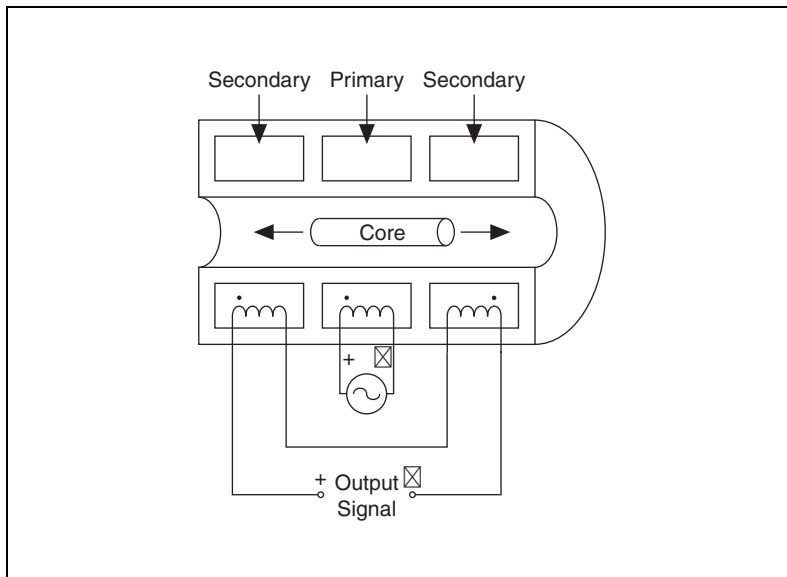 Secondary Primary Secondary
Core
+ ☒
+ Output ☒
Signal